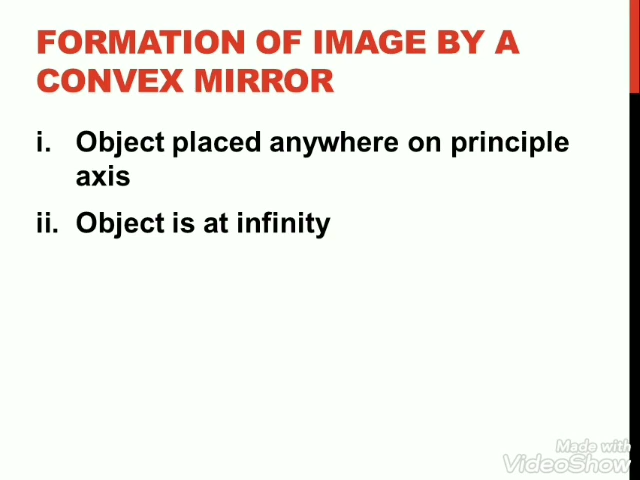 FORMATION OF IMAGE BY A
CONVEX MIRROR
i. Object placed anywhere on principle
axis
ii. Object is at infinity
Made with
VideoShow